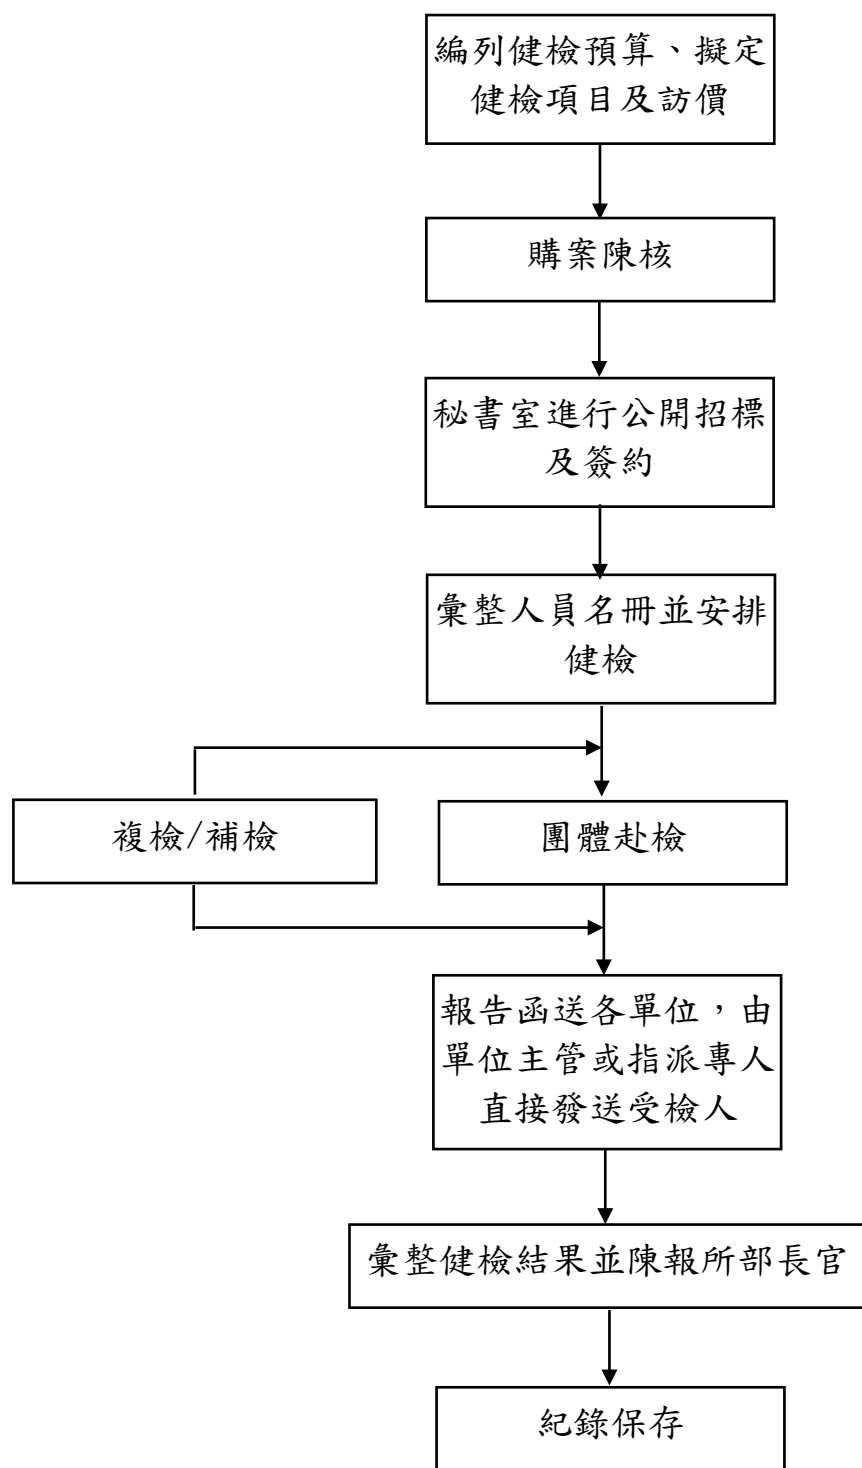 編列健檢預算、擬定
健檢項目及訪價
購案陳核
秘書室進行公開招標
及簽約
彙整人員名冊並安排
健檢
複檢/補檢
團體赴檢
報告函送各單位，由
單位主管或指派專人
直接發送受檢人
彙整健檢結果並陳報所部長官
紀錄保存